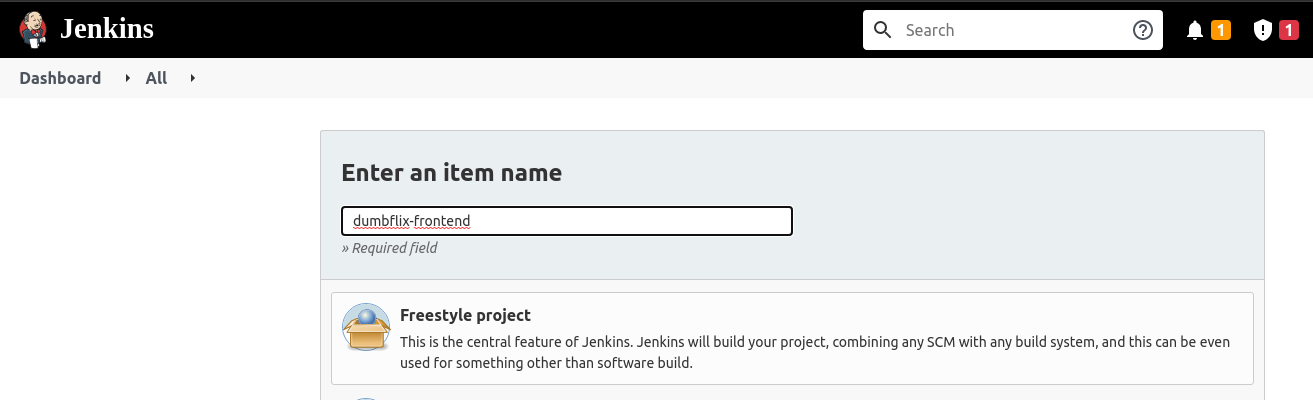 Jenkins
Search
1
1
Dashboard
All
Enter an item name
dumbflix-frontend
» Required field
Freestyle project
This is the central feature of Jenkins. Jenkins will build your project, combining any SCM with any build system, and this can be even
used for something other than software build.